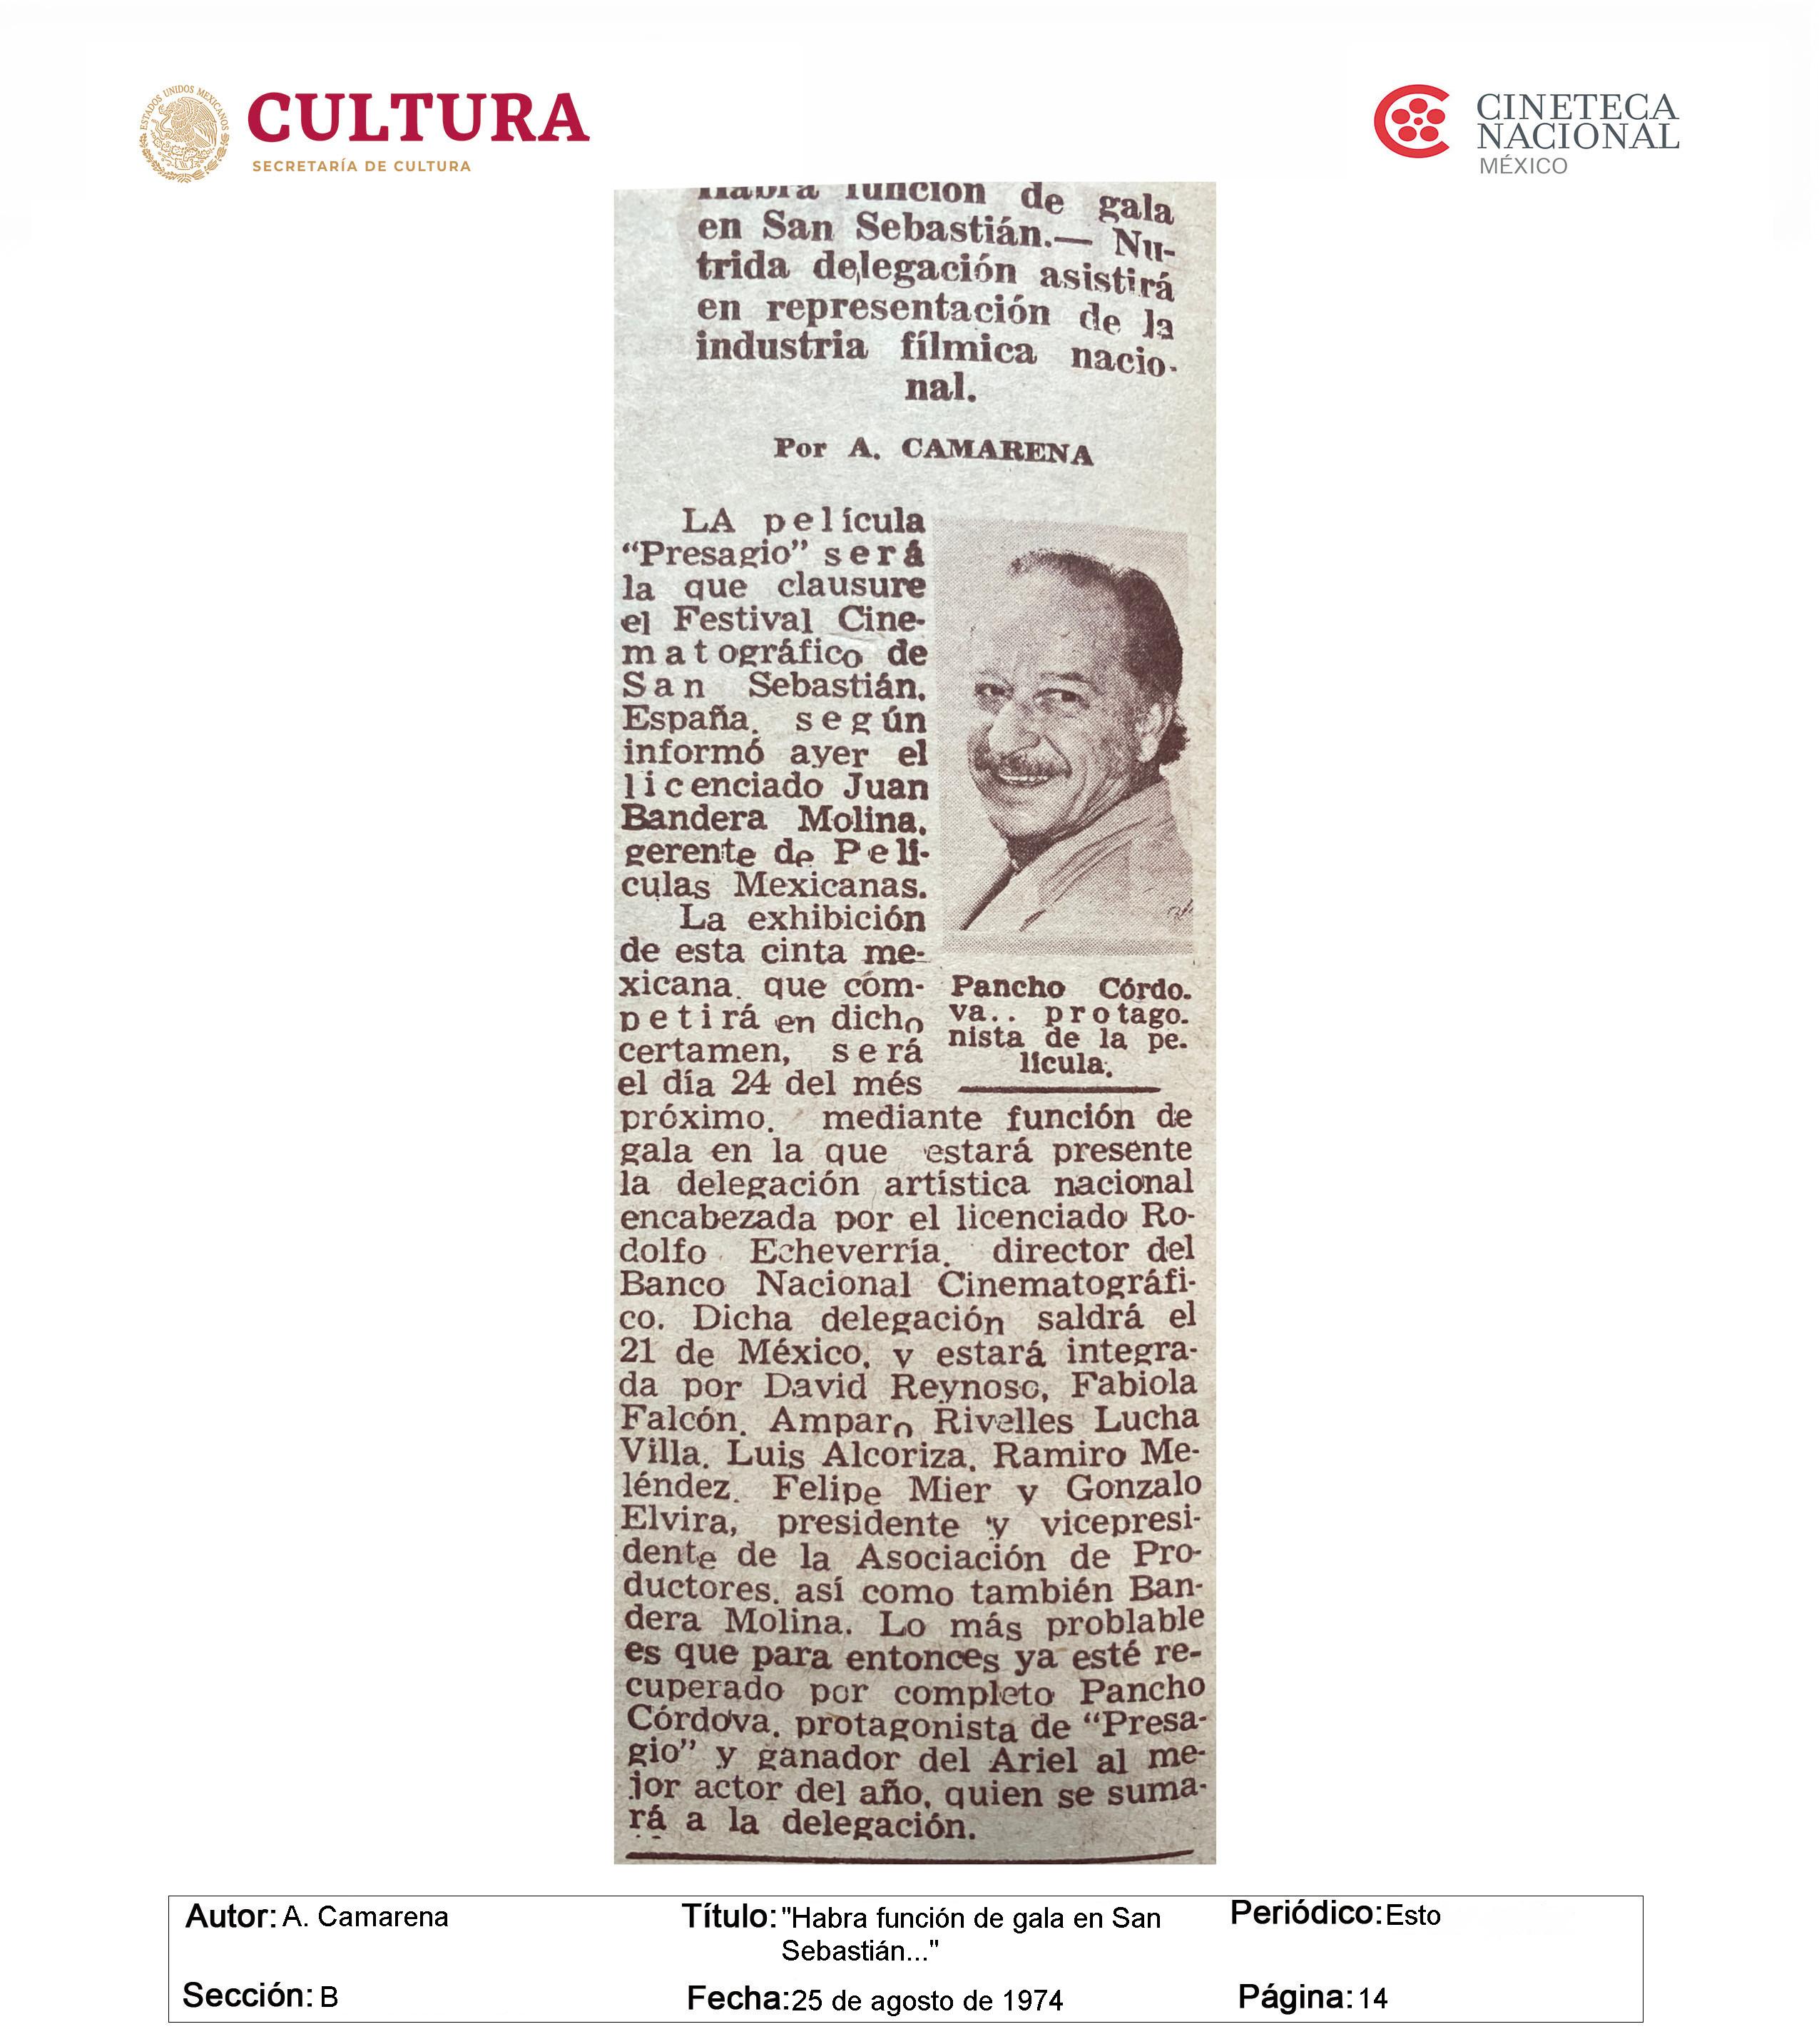 ESTADOS UNIDOS MEXICANOS
CULTURA
SECRETARÍA DE CULTURA
CINETECA
NACIONAL
MÉXICO
Habrá función de gala
en San Sebastián.— Nu-
trida delegación asistirá
en representación de la
industria fílmica nacio-
nal.
Por A. CAMARENA
LA película
"Presagio" será
la que clausure
el Festival Cine-
matográfico de
San Sebastián,
España, según
informó ayer el
licenciado Juan
Bandera Molina,
gerente de Pelí-
culas Mexicanas.
La exhibición
de esta cinta me-
xicana, que cóm-
petirá en dicho
certamen, será
el día 24 del més
Pancho Córdo-
va.. protago-
nista de la pe-
lícula.
próximo, mediante función de
gala en la que estará presente
la delegación artística nacional
encabezada por el licenciado Ro-
dolfo Echeverría, director del
Banco Nacional Cinematográfi-
co. Dicha delegación saldrá el
21 de México, y estará integra-
da por David Reynoso, Fabiola
Falcón, Amparo Rivelles Lucha
Villa, Luis Alcoriza, Ramiro Me-
léndez, Felipe Mier y Gonzalo
Elvira, presidente y vicepresi-
dente de la Asociación de Pro-
ductores, así como también Ban-
dera Molina. Lo más problable
es que para entonces ya esté re-
cuperado por completo Pancho
Córdova, protagonista de "Presa-
gio" y ganador del Ariel al me-
jor actor del año, quien se suma-
rá a la delegación.
Autor: A. Camarena
Título: "Habra función de gala en San
Sebastián..."
Periódico: Esto
Sección: B
Fecha: 25 de agosto de 1974
Página: 14